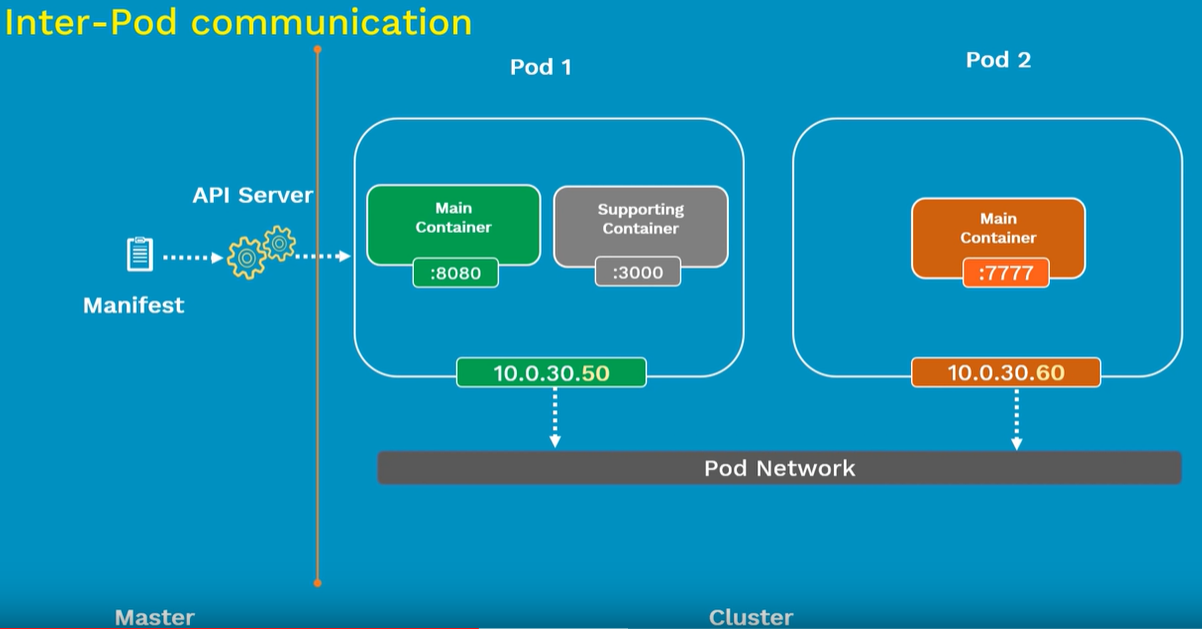 Inter-Pod communication
Pod 1
Pod 2
API Server
Manifest
Main
Container
:8080
Supporting
Container
:3000
Main
Container
:7777
10.0.30.50
10.0.30.60
Pod Network
Master
Cluster